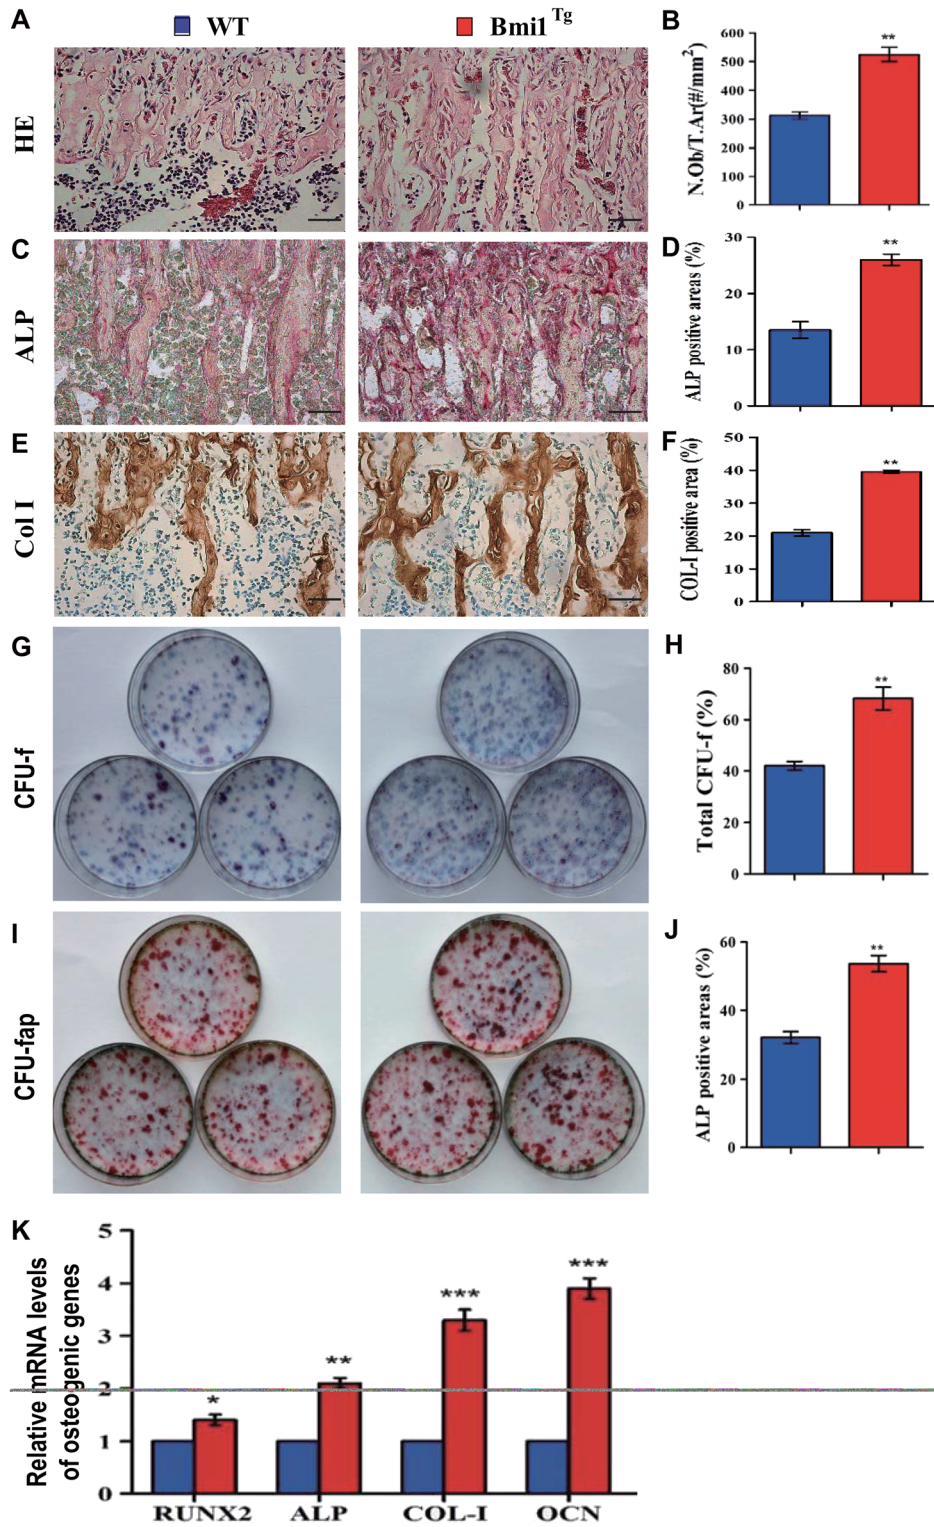 A
WT
Bmi1 Tg
B
HE
N.Ob/T.Ar(#/mm2)
600
500
400
300
200
100
0
**
C
ALP
D
ALP positive areas (%)
30
20
10
0
**
E
Col I
F
COL-I positive area(%)
50
40
30
20
10
0
**
G
CFU-f
H
Total CFU-f (%)
80
60
40
20
0
**
I
CFU-fap
J
ALP positive areas (%)
60
40
20
0
**
K
Relative mRNA levels
of osteogenic genes
5
4
3
2
1
0
*
**
***
***
RUNX2 ALP COL-I OCN